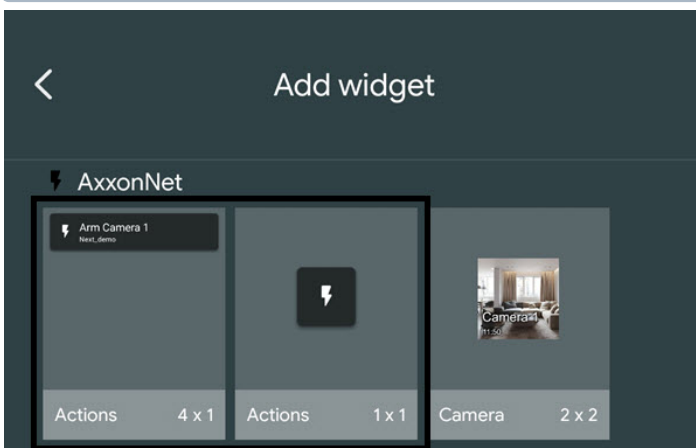 Add widget
AxxonNet
Arm Camera 1
Next_demo
Camera 1
11:50
Actions 4 x 1
Actions 1 x 1
Camera 2 x 2